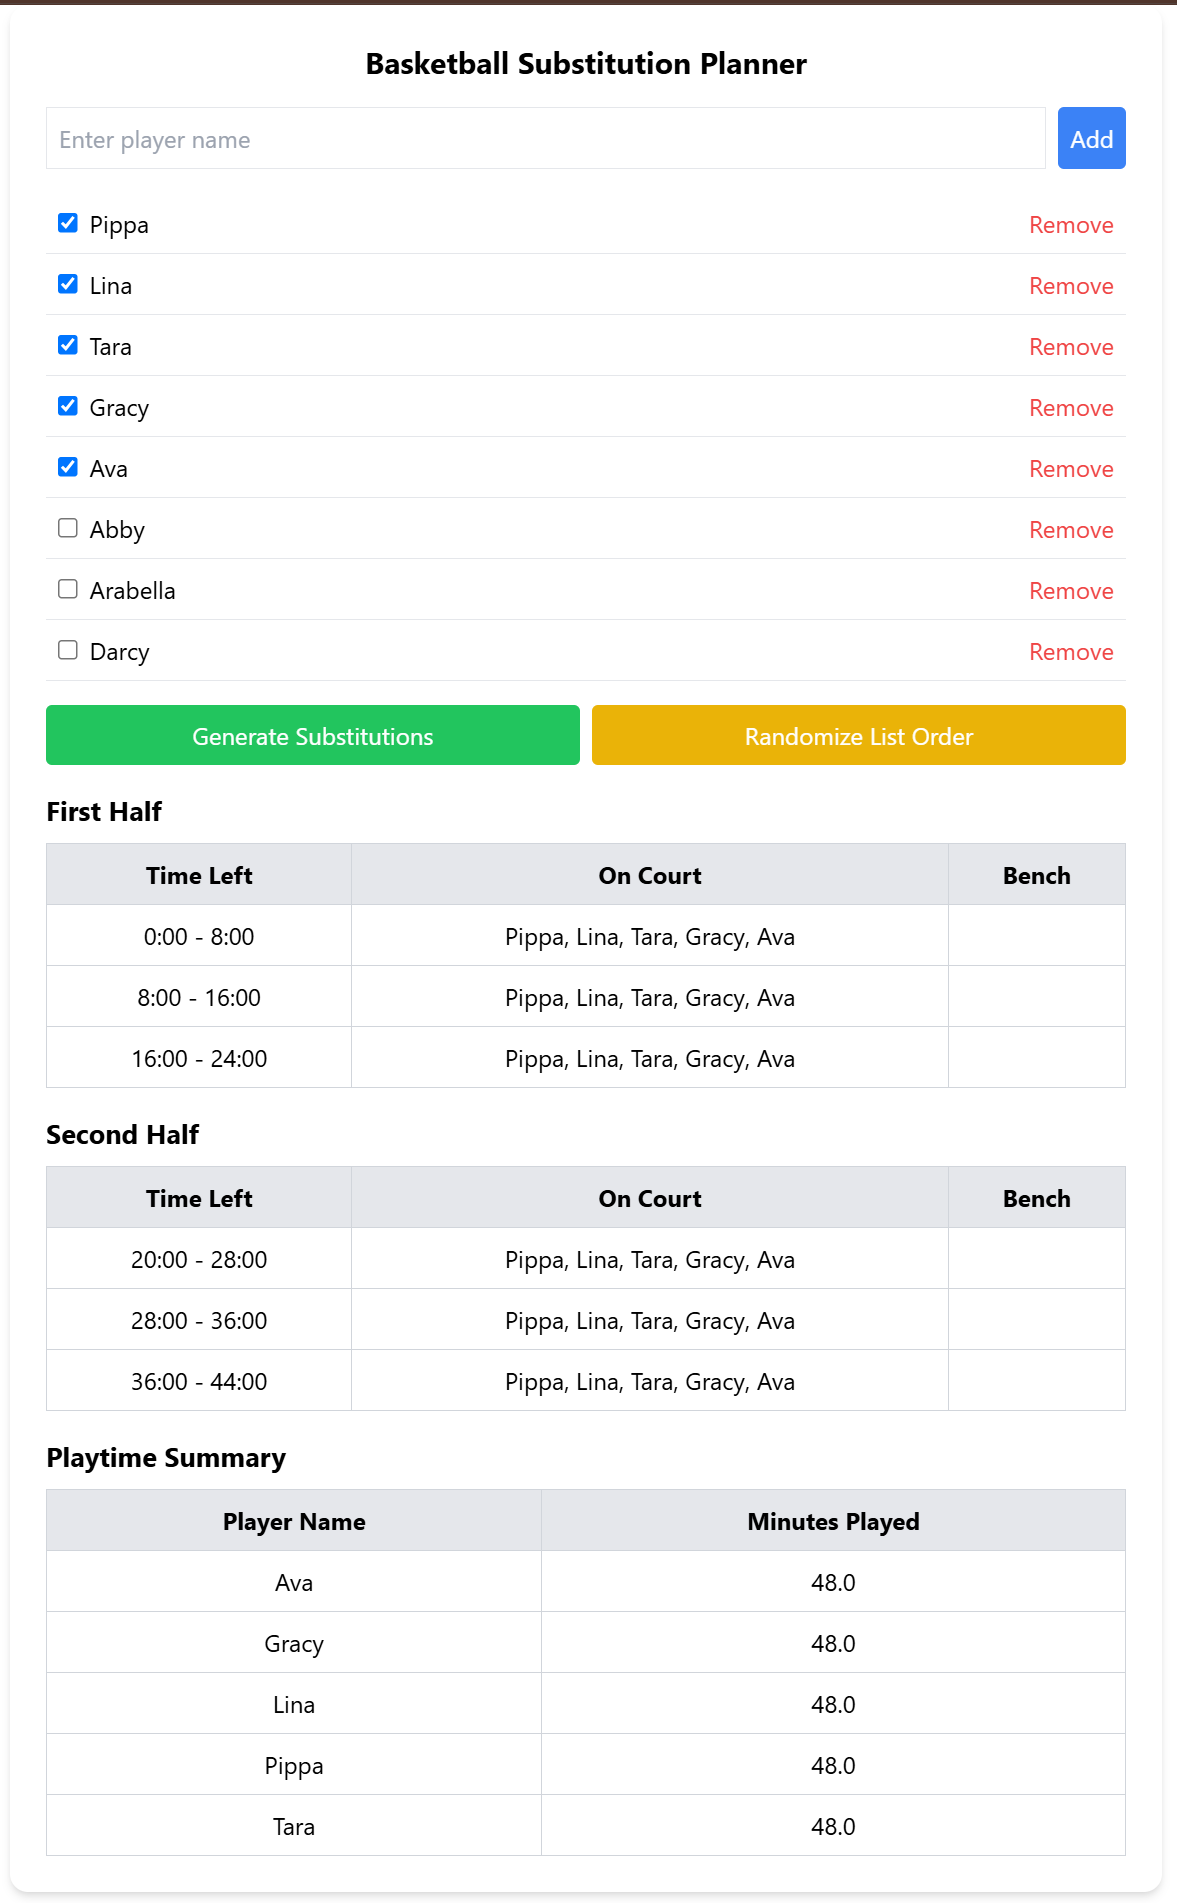 Basketball Substitution Planner
Enter player name Add
Pippa Remove
Lina Remove
Tara Remove
Gracy Remove
Ava Remove
Abby Remove
Arabella Remove
Darcy Remove
Generate Substitutions Randomize List Order
First Half
Time Left On Court Bench
0:00 - 8:00 Pippa, Lina, Tara, Gracy, Ava
8:00 - 16:00 Pippa, Lina, Tara, Gracy, Ava
16:00 - 24:00 Pippa, Lina, Tara, Gracy, Ava
Second Half
Time Left On Court Bench
20:00 - 28:00 Pippa, Lina, Tara, Gracy, Ava
28:00 - 36:00 Pippa, Lina, Tara, Gracy, Ava
36:00 - 44:00 Pippa, Lina, Tara, Gracy, Ava
Playtime Summary
Player Name Minutes Played
Ava 48.0
Gracy 48.0
Lina 48.0
Pippa 48.0
Tara 48.0